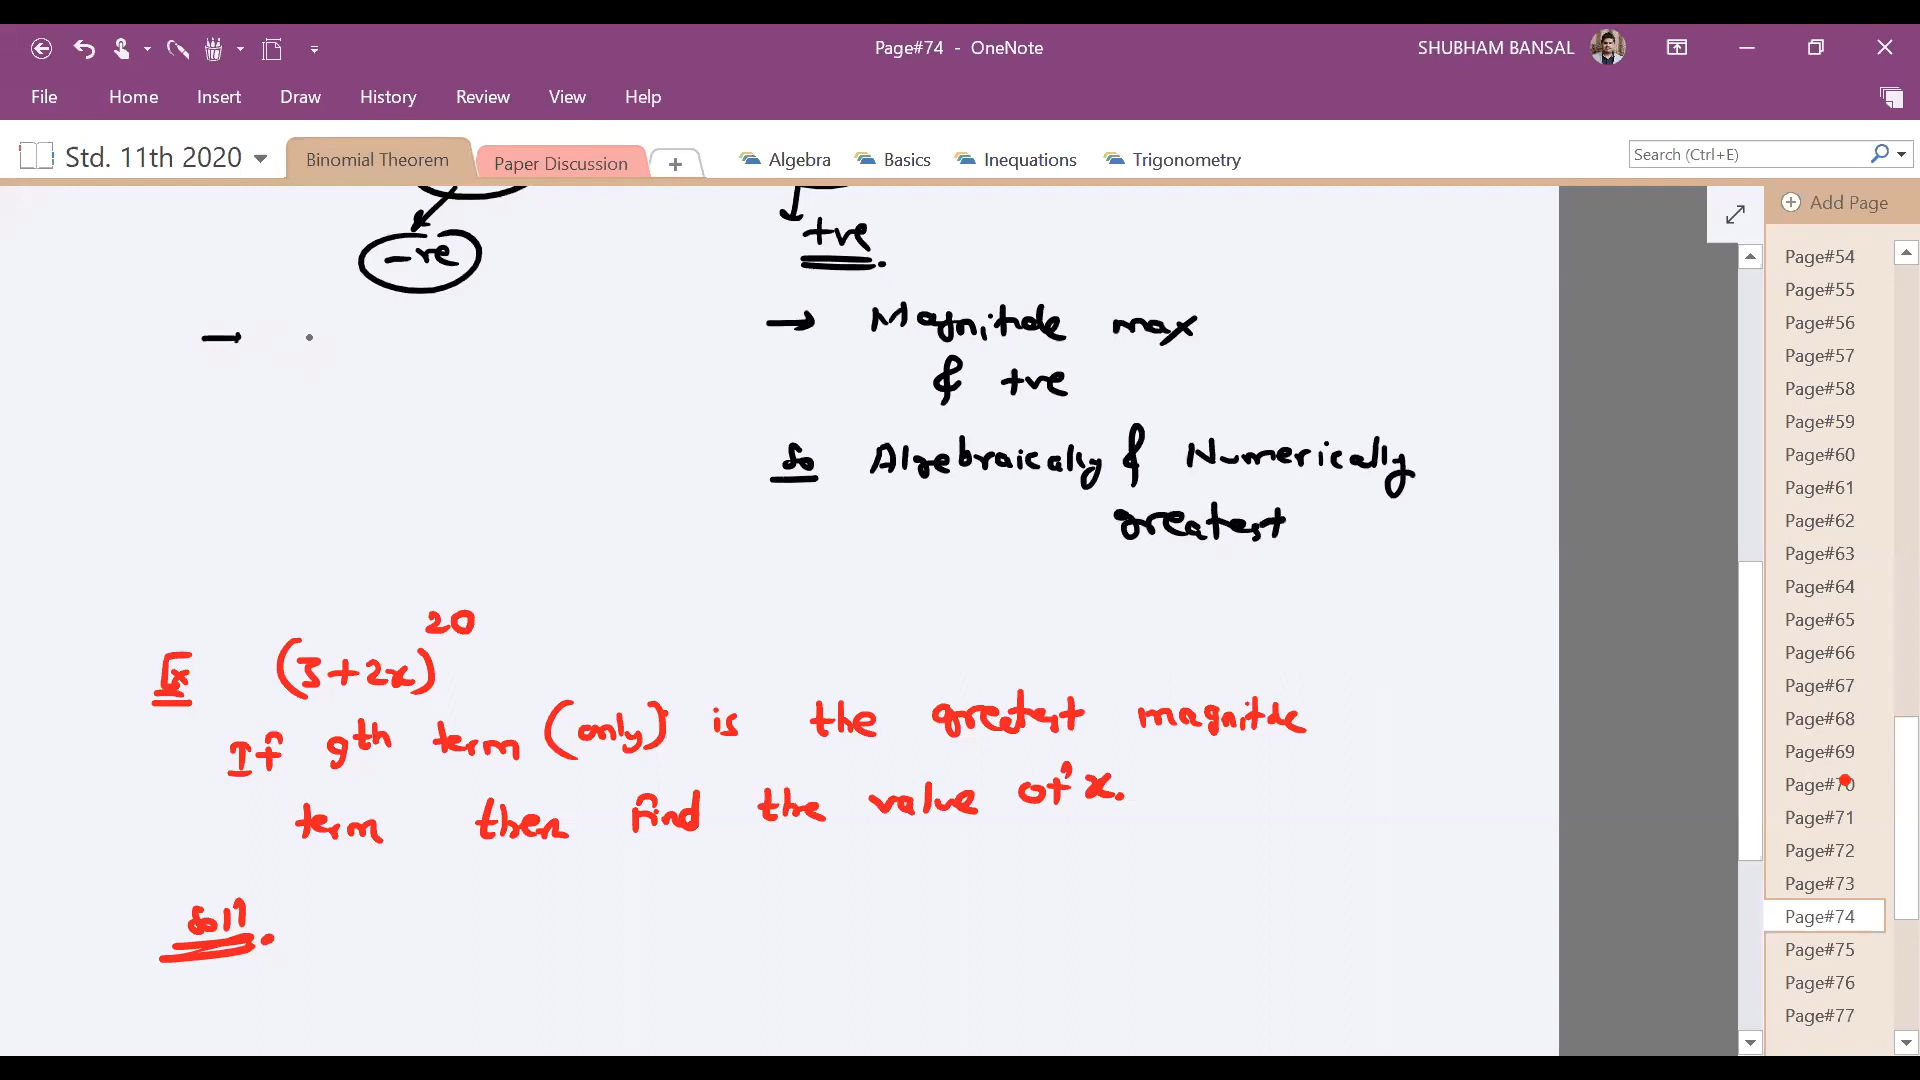 Page#74 - OneNote
SHUBHAM BANSAL
File Home Insert Draw History Review View Help
Std. 11th 2020
Binomial Theorem
Paper Discussion
Algebra
Basics
Inequations
Trigonometry
Search (Ctrl+E)
Add Page
-ve
+ve
→ Magnitude max
& +ve
So Algebraically & Numerically
greatest
Ex (3+2x)^20
If 9th term (only) is the greatest magnitde
term then find the value of x.
Solⁿ.
Page#54
Page#55
Page#56
Page#57
Page#58
Page#59
Page#60
Page#61
Page#62
Page#63
Page#64
Page#65
Page#66
Page#67
Page#68
Page#69
Page#70
Page#71
Page#72
Page#73
Page#74
Page#75
Page#76
Page#77